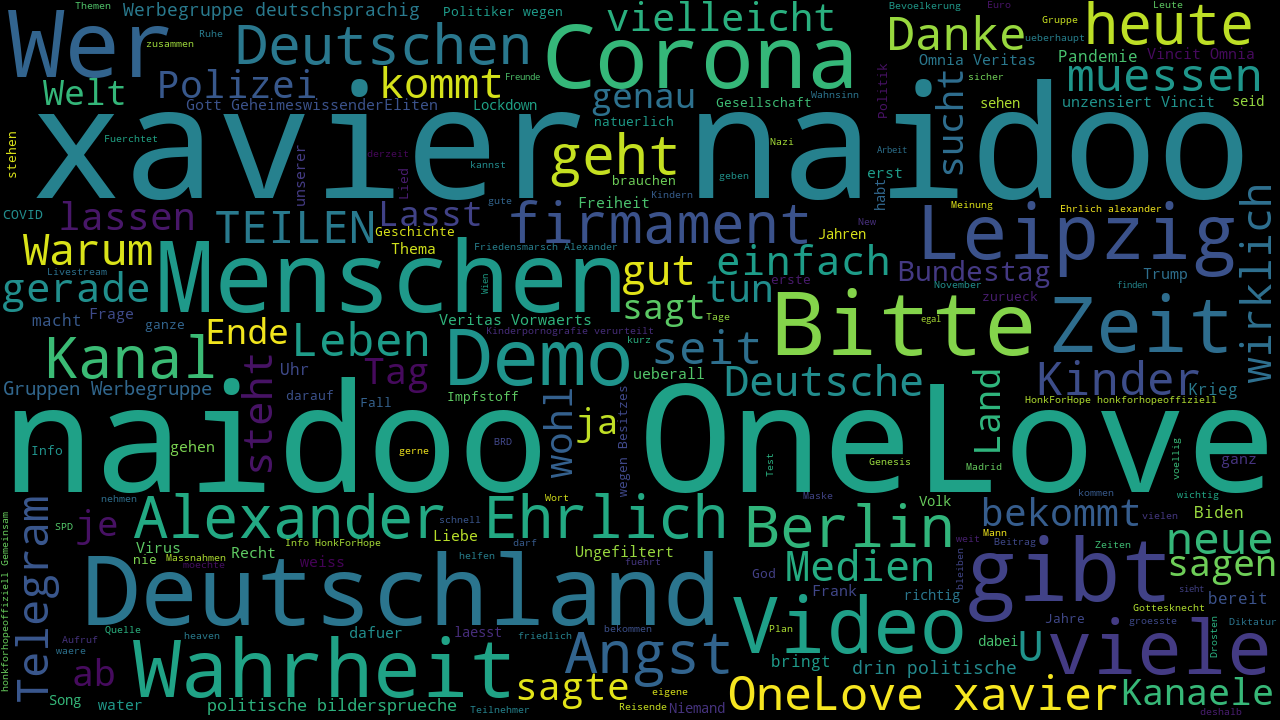 Themen
Werbegruppe deutschsprachig
Politiker wegen
vielleicht
Bevoelkerung
Euro
Leute
Wer
zusammen
Ruhe
Deutschen
Corona
Danke
Gruppe
ueberhaupt
heute
Welt
Polizei
kommt
Freunde
Omnia Veritas
Pandemie
Vincit Omnia
muessen
Gott GeheimeswissenderEliten
Lockdown
genau
Gesellschaft
Wahnsinn
Politik
sucht
sicher
sehen
unzensiert Vincit
seid
stehen
Fuerchtet
xavier naidoo
natuerlich
Nazi
unserer
derzeit
kannst
geht
Arbeit
brauchen
geben
erst
habt
COVID
lassen
TEILEN
Lied
Lasst
gute
Freiheit
Kindern
Meinung
New
Ehrlich alexander
Wirklich
Geschichte
firmament
Jahren
Leipzig
Warum
Menschen
Thema
Friedensmarsch Alexander
gut
einfach
Livestream
Wien
Bundestag
Trump
gerade
sagt
tun
erste
November
zurueck
finden
macht
Frage
ganze
Ende
Veritas Vorwaerts
Tage
Bitte
egal
Zeit
Kanal
Leben
Kinderpornografie verurteilt
kurz
Demo
seit
Uhr
Tag
ueberall
Deutsche
Kinder
Krieg
Gruppen Werbegruppe
darauf
Fall
Impfstoff
Land
HonkForHope honkforhopeoffiziell
steht
wohl
ja
wegen Besitzes
Info
gehen
BRD
gerne
naidoo
OneLove
Test
Genesis
Madrid
voellig
ganz
nehmen
Wort
Maske
kommen
wichtig
Telegram
SPD
je
Alexander
Ehrlich
schnell
Volk
bekommt
vielen
Biden
Berlin
Info HonkForHope
Liebe
darf
weit
Mann
Beitrag
Zeiten
neue
Virus
nie
Massnahmen
Recht
moechte
weiss
helfen
Ungefiltert
fuehrt
God
Medien
bleiben
gibt
sagen
sieht
honkforhopeoffiziell Gemeinsam
Deutschland
Frank
richtig
Gottesknecht
bereit
Quelle
heaven
dafuer
laesst
friedlich
bekommen
Video
Plan
Jahre
groesste
Drosten
Diktatur
Aufruf
waere
Wahrheit
Angst
dabei
U
viele
ab
bringt
drin politische
Song
water
politische bildersprueche
sagte
Teilnehmer
eigene
Reisende
Niemand
OneLove xavier
Kanaele
deshalb